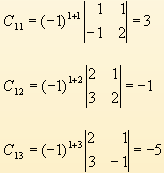 C₁₁ = (−1)¹⁺¹ | 1 1 ; −1 2 | = 3
C₁₂ = (−1)¹⁺² | 2 1 ; 3 2 | = −1
C₁₃ = (−1)¹⁺³ | 2 1 ; 3 −1 | = −5